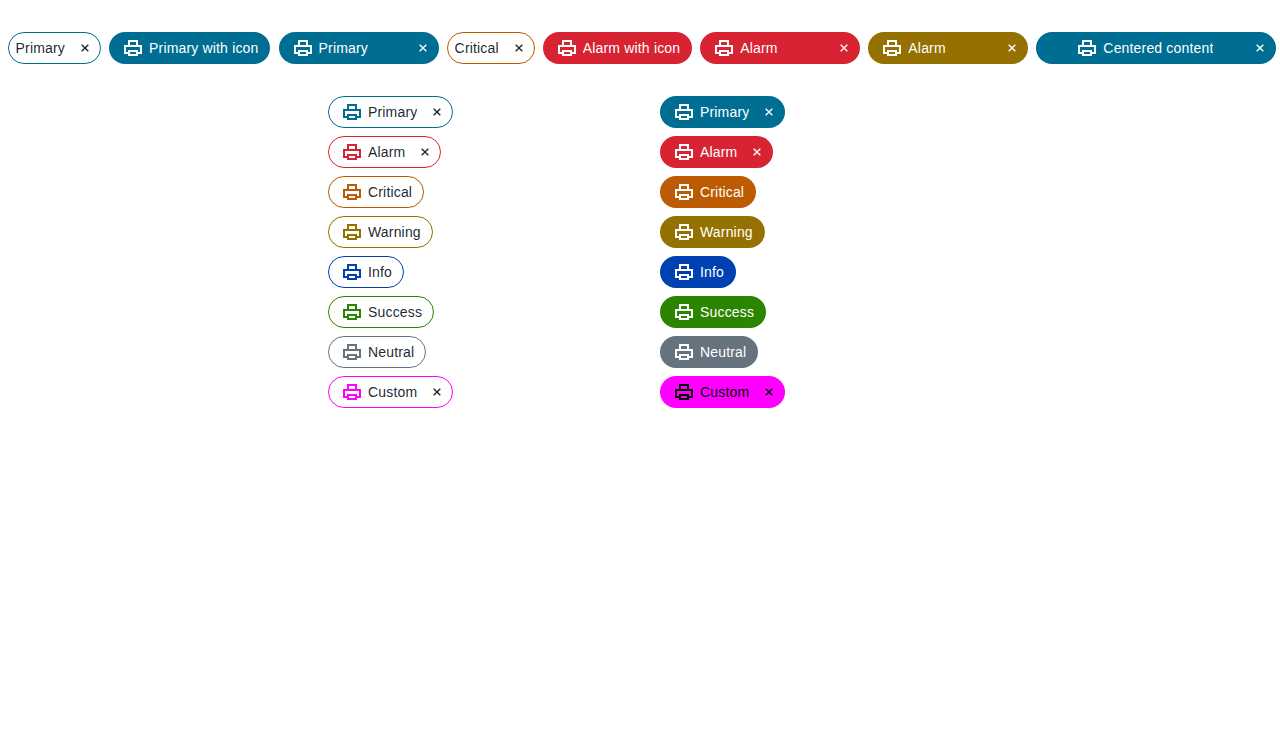 Primary Primary with icon Primary Critical Alarm with icon Alarm Alarm Centered content
Primary Primary
Alarm Alarm
Critical Critical
Warning Warning
Info Info
Success Success
Neutral Neutral
Custom Custom